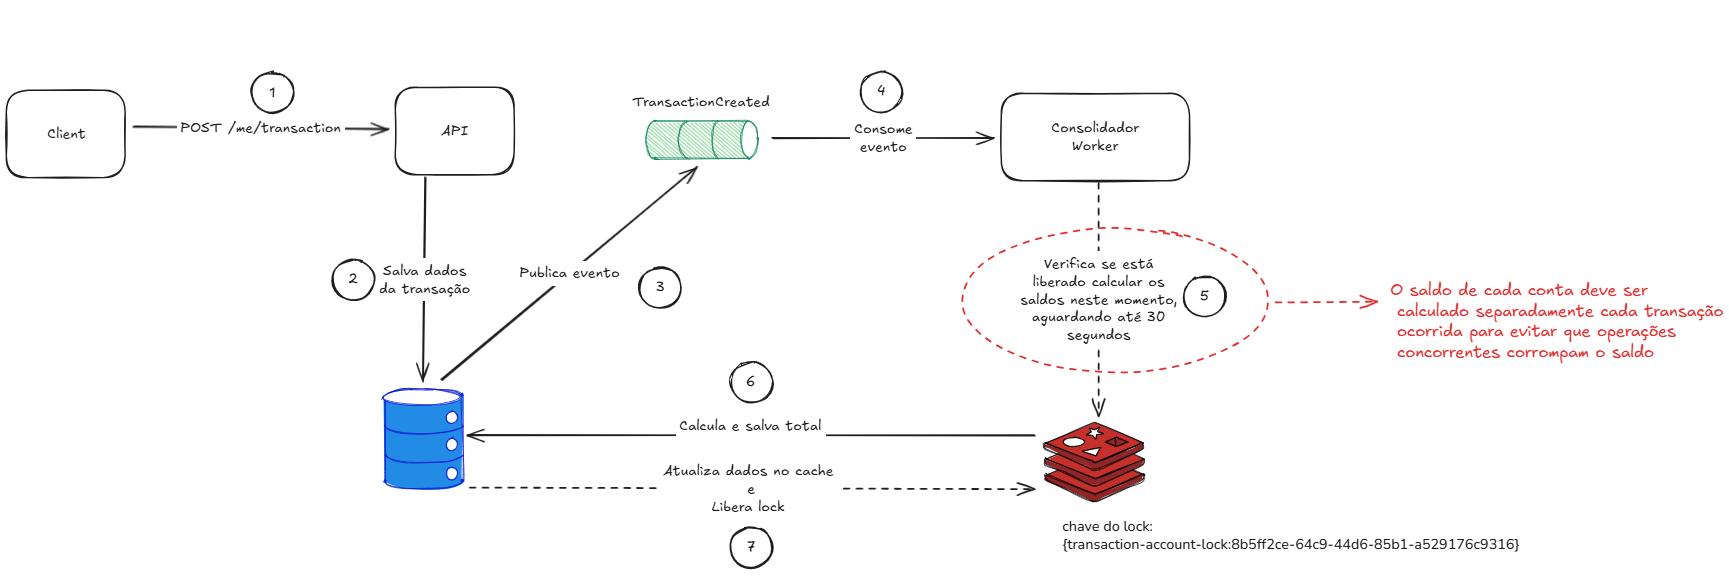 1
POST /me/transaction
Client
API
TransactionCreated
4
Consome
evento
Consolidador
Worker
2
Salva dados
da transação
Publica evento
3
Verifica se está
liberado calcular os
saldos neste momento,
aguardando até 30
segundos
5
O saldo de cada conta deve ser
calculado separadamente cada transação
ocorrida para evitar que operações
concorrentes corrompam o saldo
6
Calcula e salva total
Atualiza dados no cache
e
Libera lock
7
chave do lock:
{transaction-account-lock:8b5ff2ce-64c9-44d6-85b1-a529176c9316}